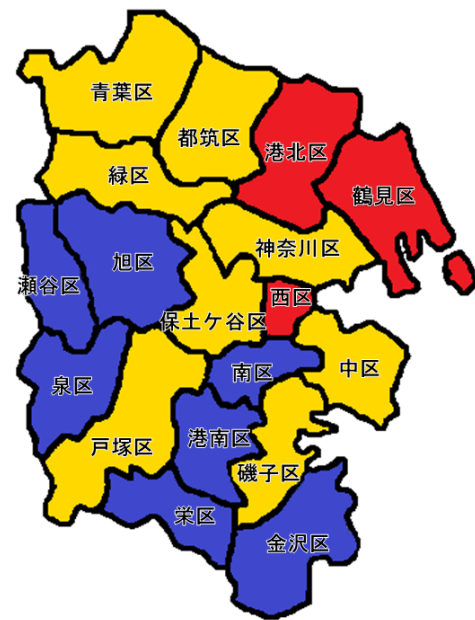 青葉区
都筑区
港北区
緑区
鶴見区
神奈川区
旭区
瀬谷区
西区
保土ケ谷区
中区
南区
泉区
港南区
戸塚区
磯子区
栄区
金沢区